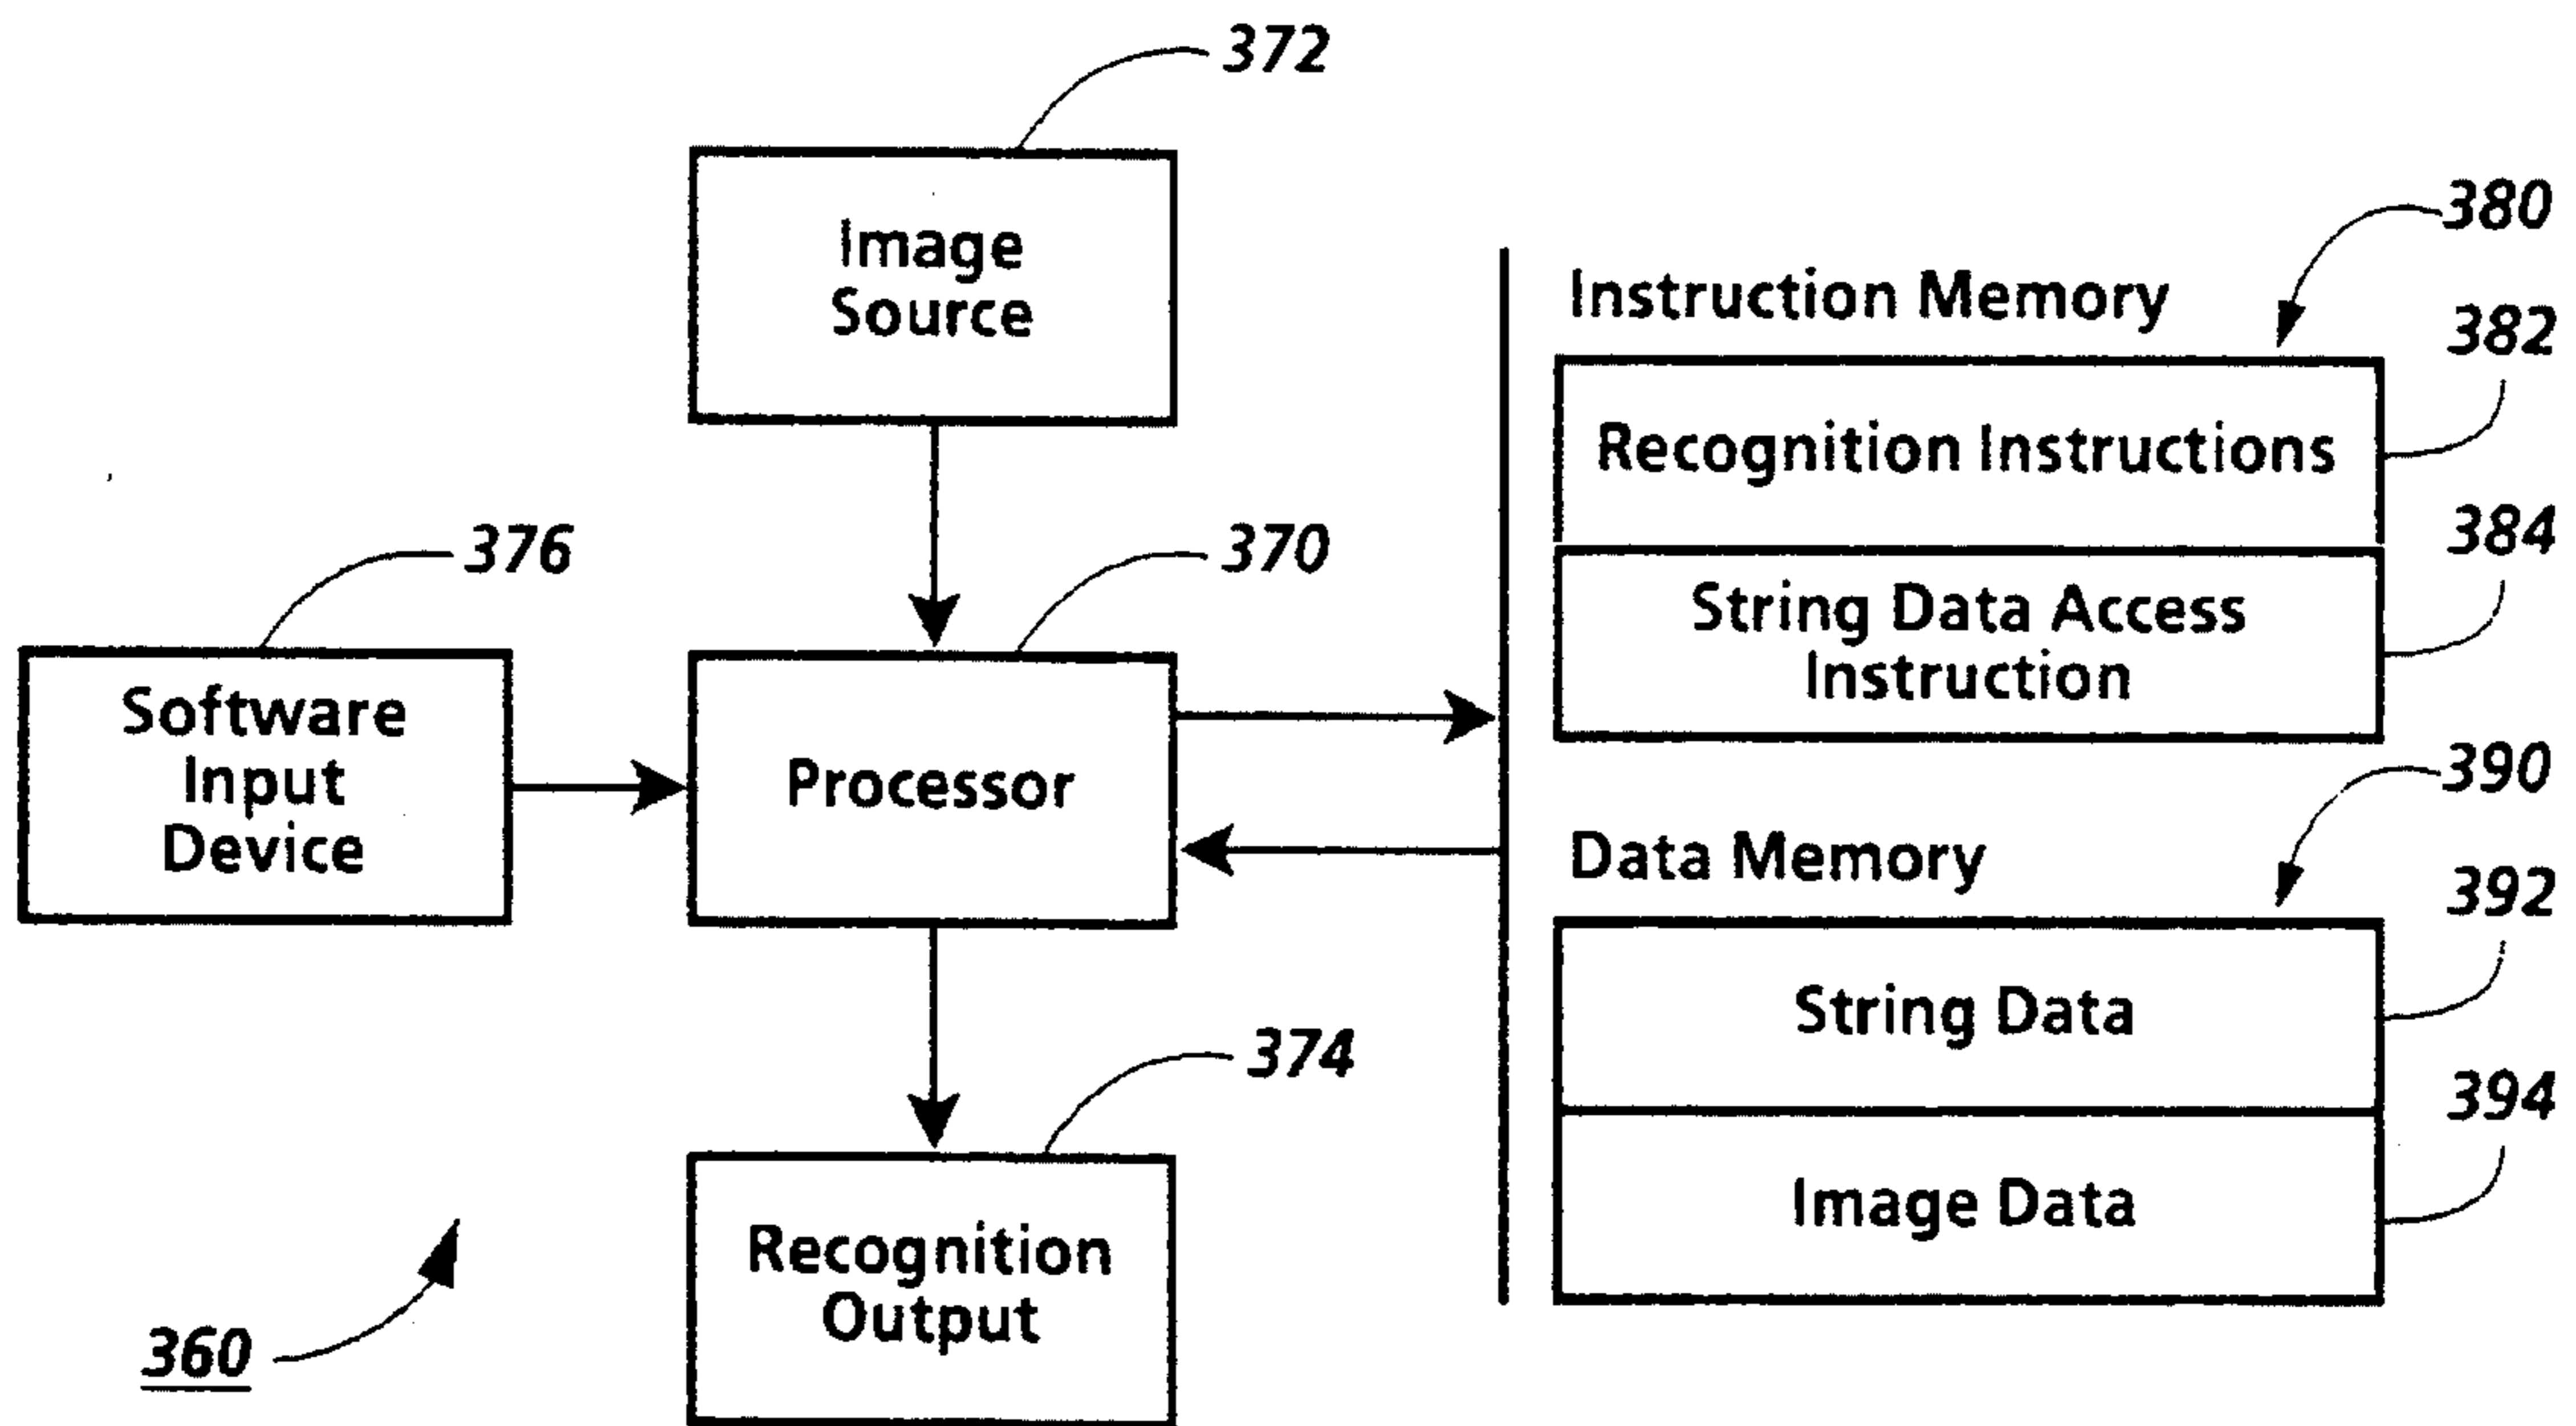 372
Image
Source
380
Instruction Memory
382
Recognition Instructions
384
String Data Access
Instruction
376
Software
Input
Device
370
Processor
390
Data Memory
392
String Data
394
Image Data
374
Recognition
Output
360